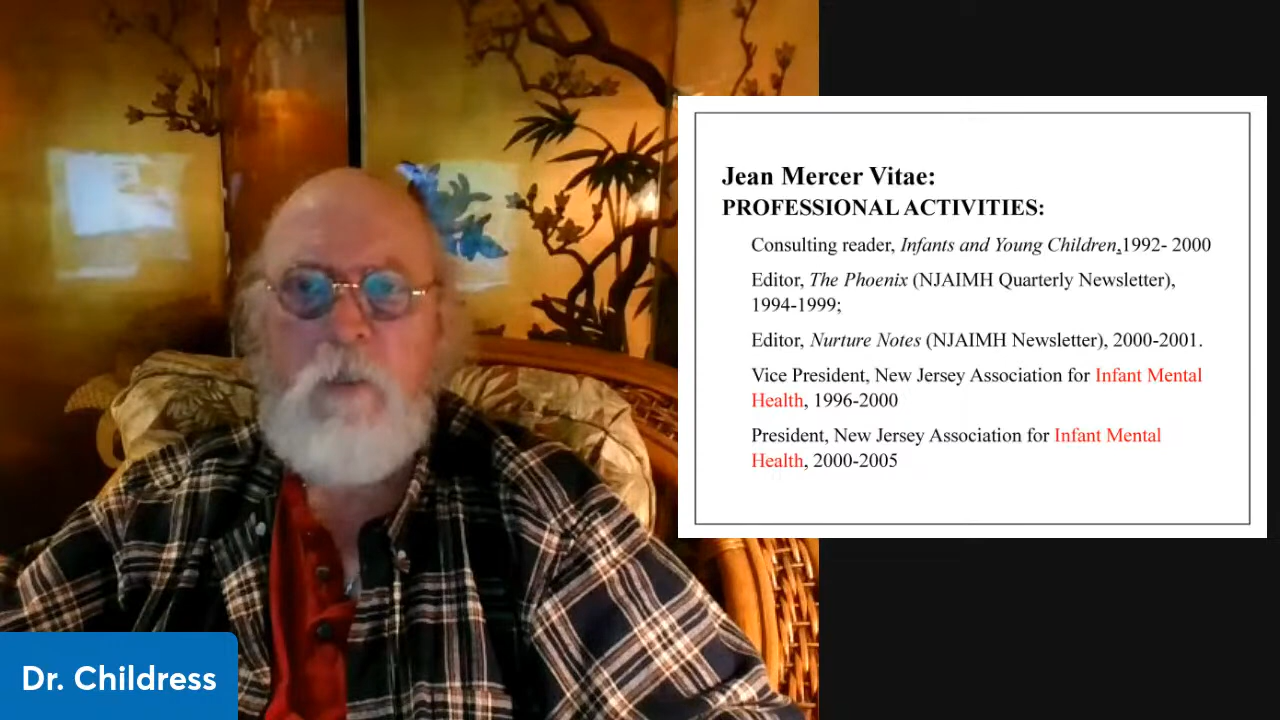 Jean Mercer Vitae:
PROFESSIONAL ACTIVITIES:
Consulting reader, Infants and Young Children,1992- 2000
Editor, The Phoenix (NJAIMH Quarterly Newsletter),
1994-1999;
Editor, Nurture Notes (NJAIMH Newsletter), 2000-2001.
Vice President, New Jersey Association for Infant Mental
Health, 1996-2000
President, New Jersey Association for Infant Mental
Health, 2000-2005
Dr. Childress